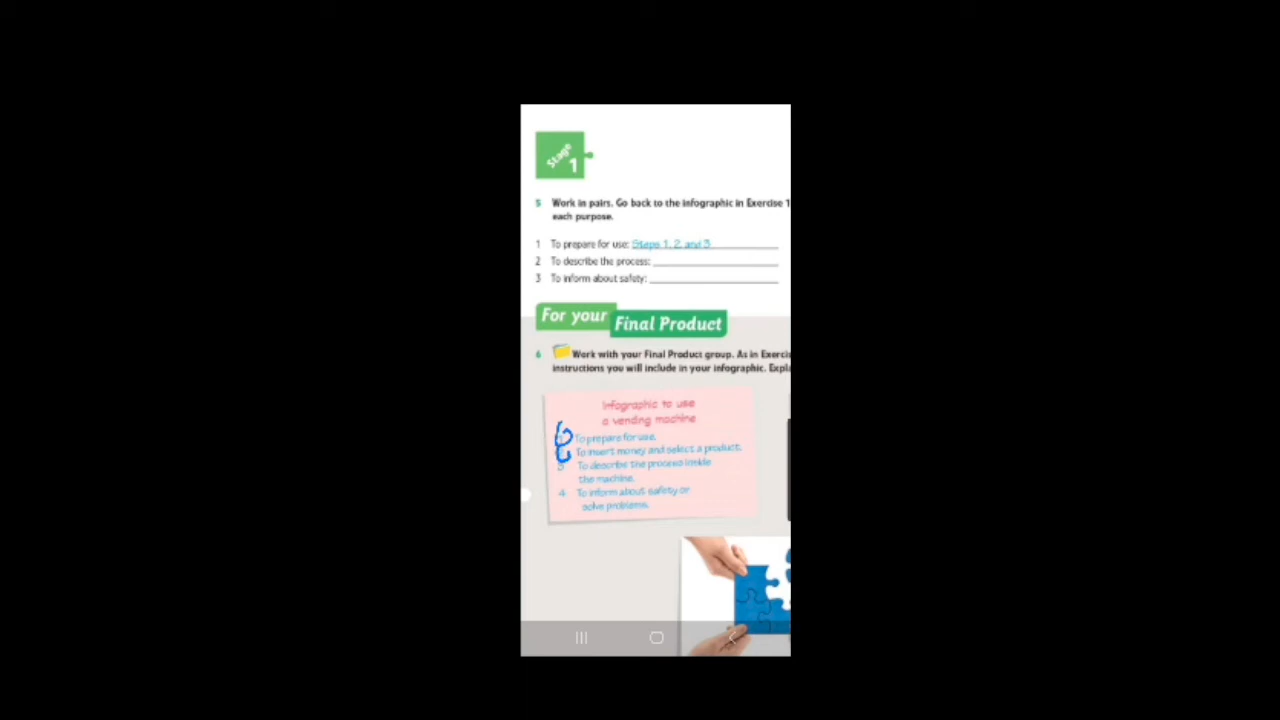 Stage
1
5 Work in pairs. Go back to the infographic in Exercise 1
each purpose.
1 To prepare for use: Steps 1, 2, and 3
2 To describe the process:
3 To inform about safety:
For your
Final Product
6 Work with your Final Product group. As in Exerci
instructions you will include in your infographic. Expla
Infographic to use
a vending machine
To prepare for use.
To insert money and select a product.
3 To describe the process inside
the machine.
4 To inform about safety or
solve problems.